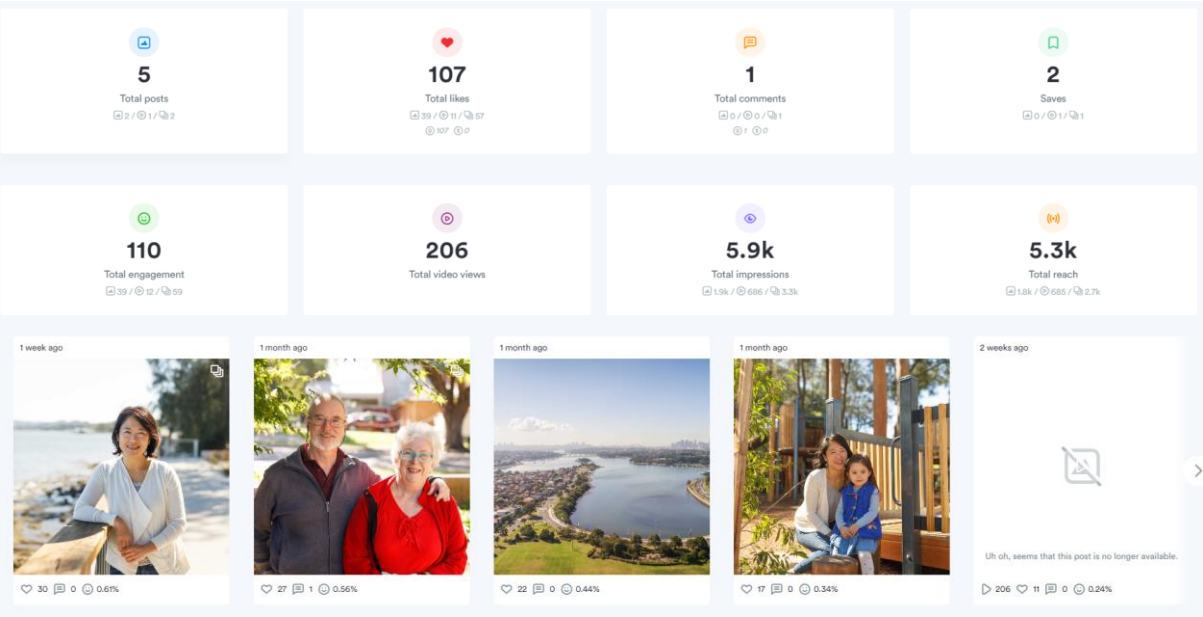 5
Total posts
2 / 1 / 2
107
Total likes
39 / 11 / 57
107 0
1
Total comments
0 / 0 / 1
1 0
2
Saves
0 / 1 / 1
110
Total engagement
39 / 12 / 59
206
Total video views
5.9k
Total impressions
1.9k / 686 / 3.3k
5.3k
Total reach
1.8k / 685 / 2.7k
1 week ago
30 0 0.61%
1 month ago
27 1 0.56%
1 month ago
22 0 0.44%
1 month ago
17 0 0.34%
2 weeks ago
Uh oh, seems that this post is no longer available.
206 11 0 0.24%